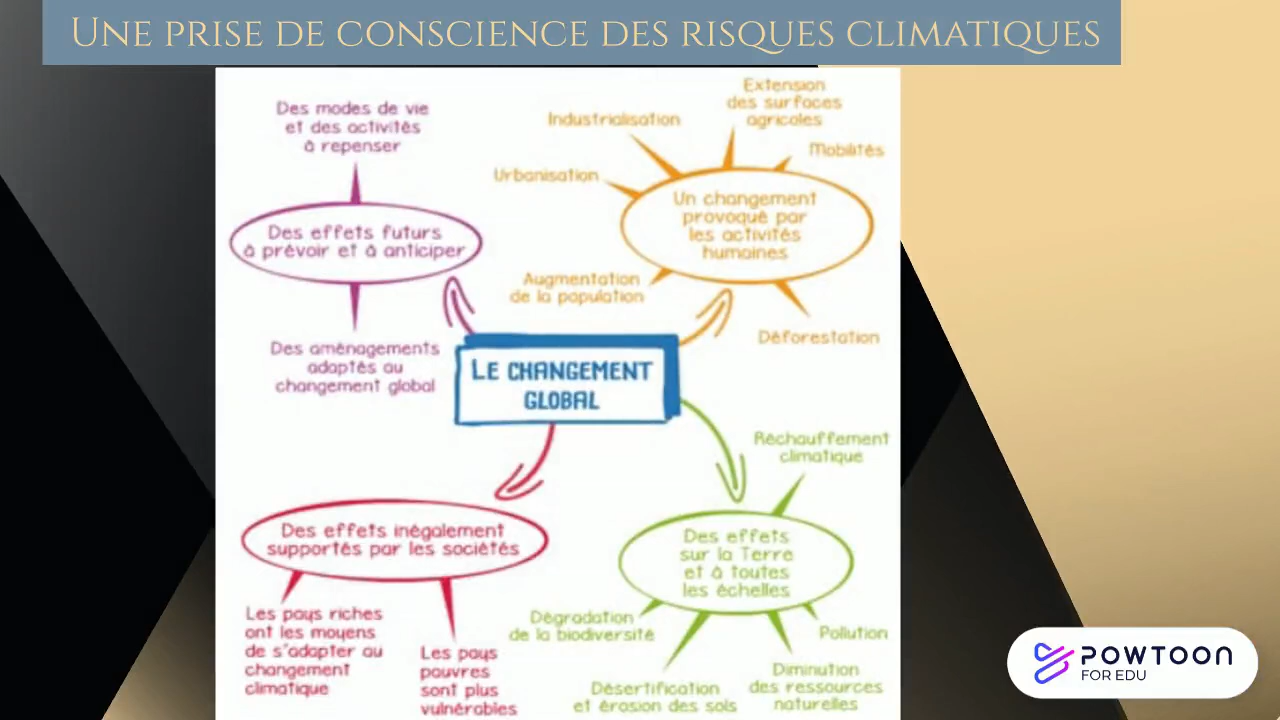 Une prise de conscience des risques climatiques
Des modes de vie
et des activités
à repenser
Des effets futurs
à prévoir et à anticiper
Des aménagements
adaptés au
changement global
Industrialisation
Extension
des surfaces
agricoles
Mobilités
Urbanisation
Un changement
provoqué par
les activités
humaines
Augmentation
de la population
Déforestation
LE CHANGEMENT
GLOBAL
Réchauffement
climatique
Des effets
sur la Terre
et à toutes
les échelles
Dégradation
de la biodiversité
Pollution
Désertification
et érosion des sols
Diminution
des ressources
naturelles
Des effets inégalement
supportés par les sociétés
Les pays riches
ont les moyens
de s'adapter au
changement
climatique
Les pays
pauvres
sont plus
vulnérables
POWTOON
FOR EDU